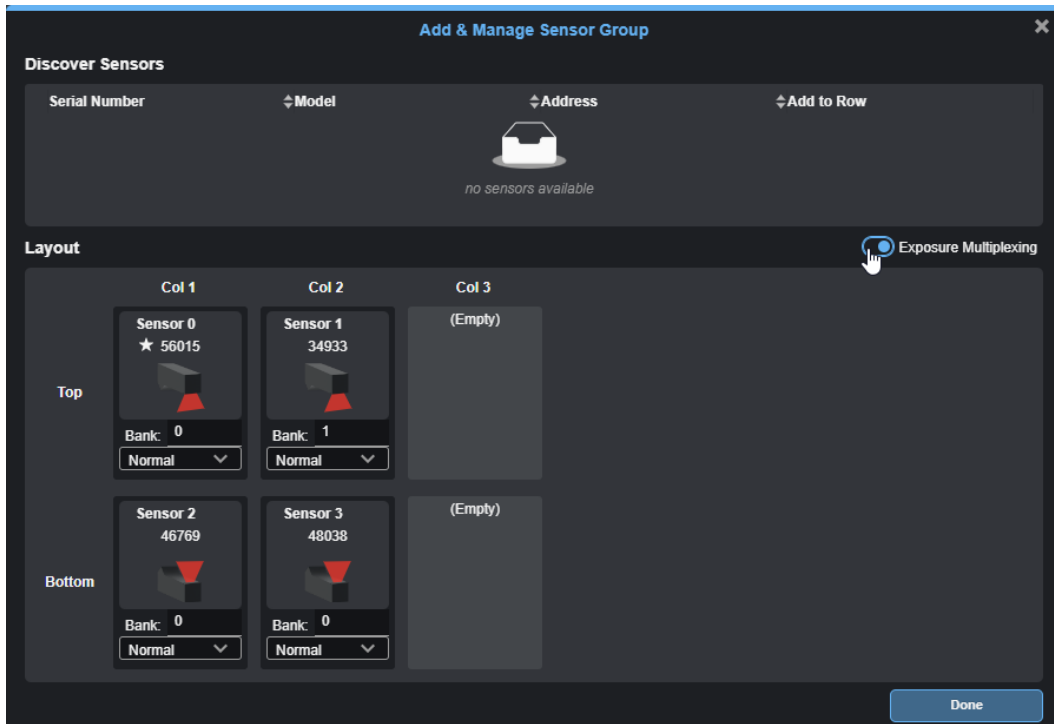 Add & Manage Sensor Group
Discover Sensors
Serial Number Model Address Add to Row
no sensors available
Layout Exposure Multiplexing
Col 1 Col 2 Col 3
Sensor 0 Sensor 1 (Empty)
★ 56015 34933
Top
Bank: 0 Bank: 1
Normal Normal
Sensor 2 Sensor 3 (Empty)
46769 48038
Bottom
Bank: 0 Bank: 0
Normal Normal
Done